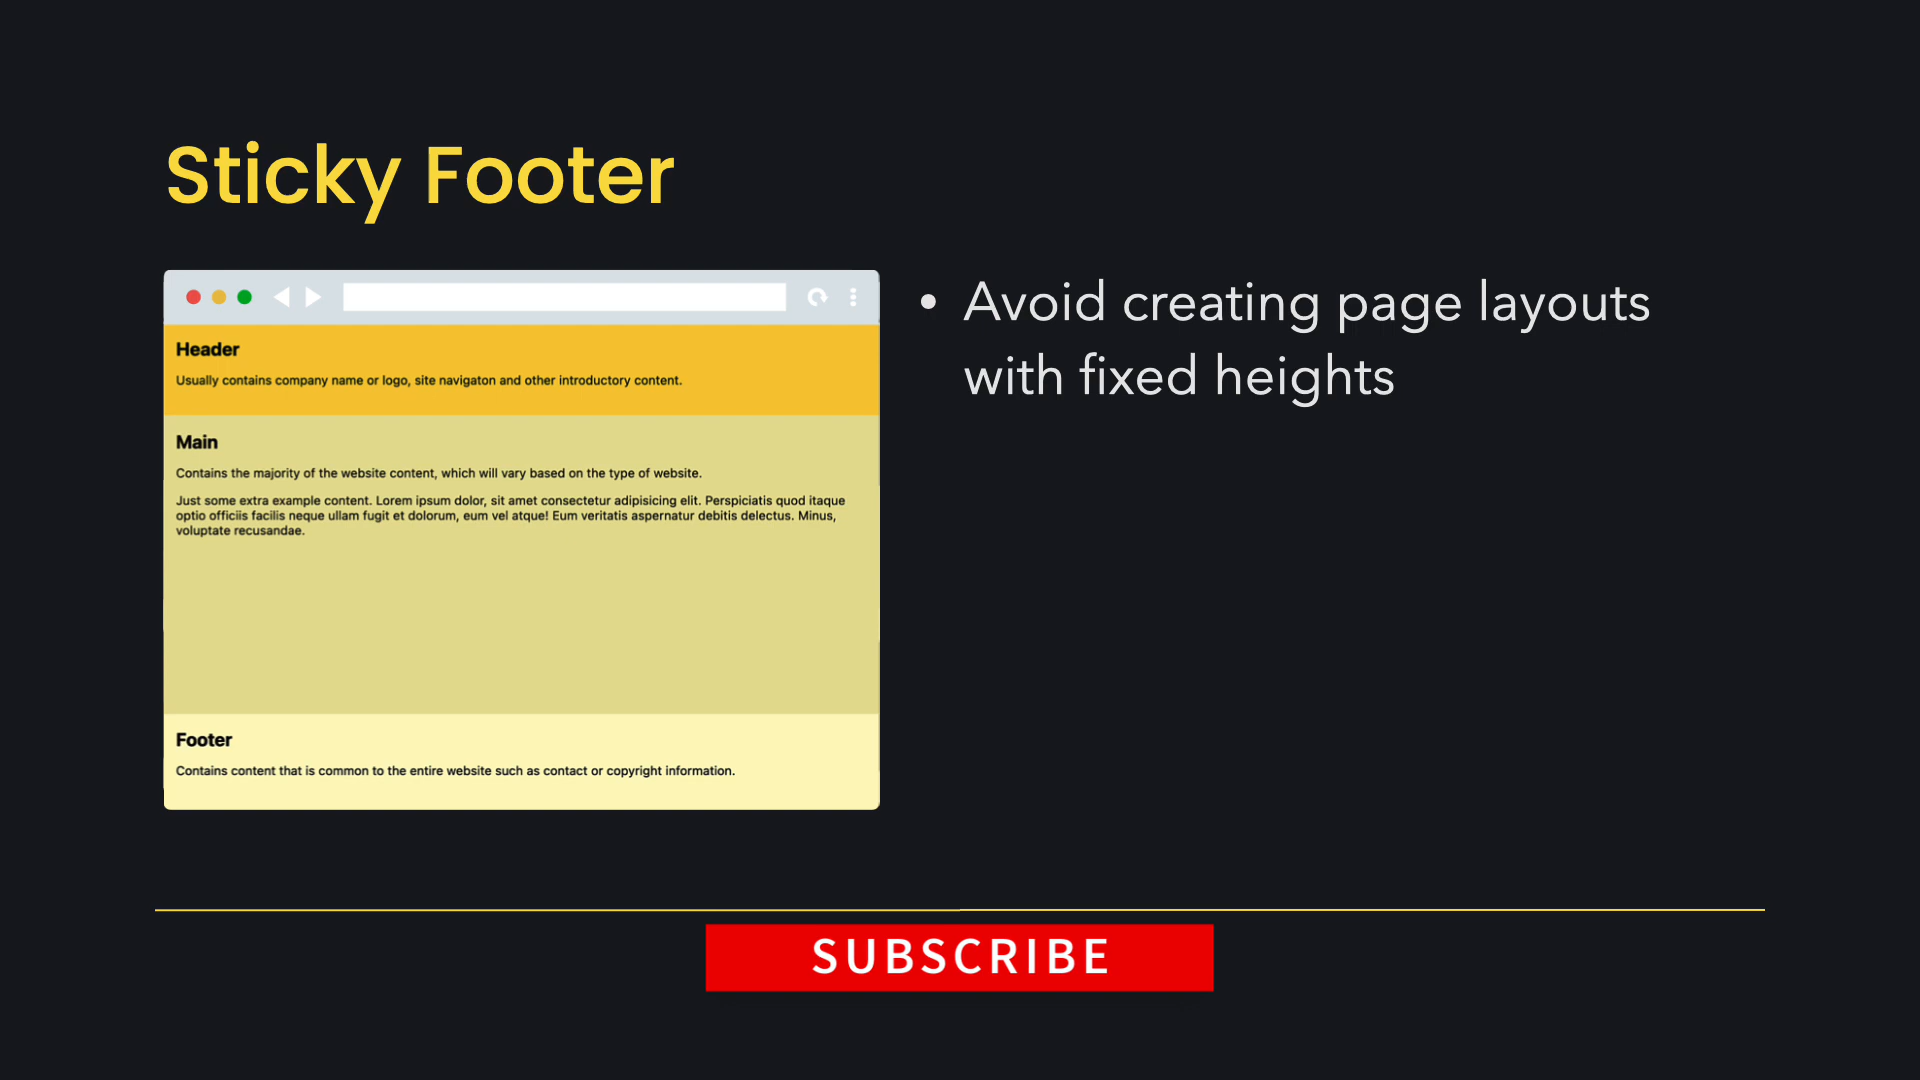 Sticky Footer
Header
Usually contains company name or logo, site navigaton and other introductory content.
Main
Contains the majority of the website content, which will vary based on the type of website.
Just some extra example content. Lorem ipsum dolor, sit amet consectetur adipisicing elit. Perspiciatis quod itaque
optio officiis facilis neque ullam fugit et dolorum, eum vel atque! Eum veritatis aspernatur debitis delectus. Minus,
voluptate recusandae.
Footer
Contains content that is common to the entire website such as contact or copyright information.
• Avoid creating page layouts
with fixed heights
SUBSCRIBE